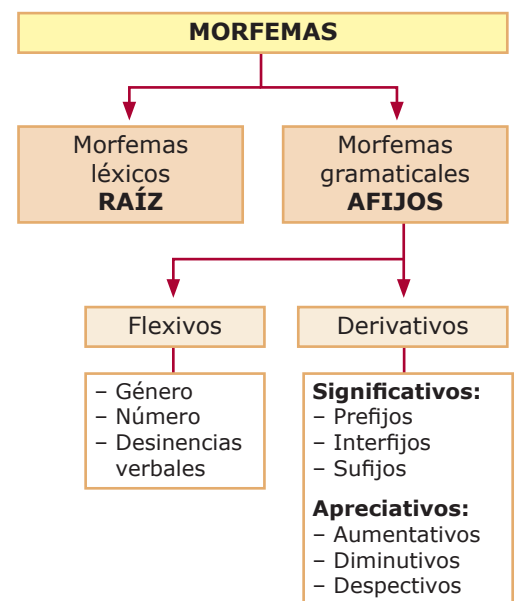 MORFEMAS
Morfemas
léxicos
RAÍZ
Morfemas
gramaticales
AFIJOS
Flexivos
– Género
– Número
– Desinencias
verbales
Derivativos
Significativos:
– Prefijos
– Interfijos
– Sufijos
Apreciativos:
– Aumentativos
– Diminutivos
– Despectivos